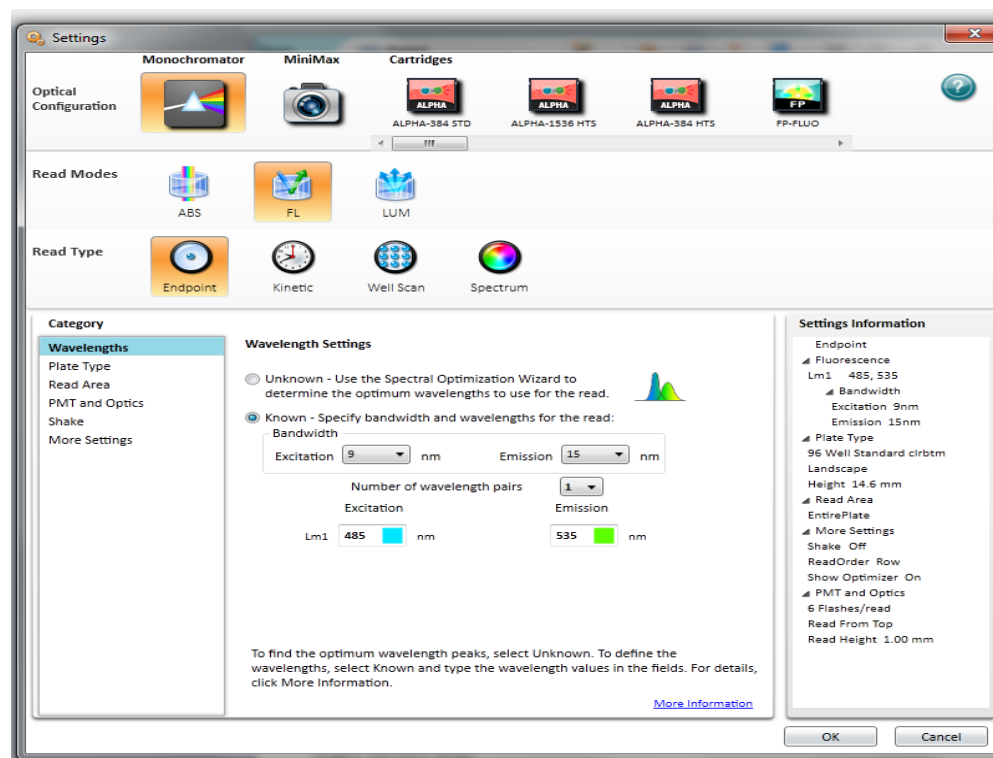 Settings
Monochromator MiniMax Cartridges
Optical
Configuration
ALPHA ALPHA ALPHA FP
ALPHA-384 STD ALPHA-1536 HTS ALPHA-384 HTS FP-FLUO
?
Read Modes
ABS FL LUM
Read Type
Endpoint Kinetic Well Scan Spectrum
Category
Wavelengths
Plate Type
Read Area
PMT and Optics
Shake
More Settings
Wavelength Settings
Unknown - Use the Spectral Optimization Wizard to
determine the optimum wavelengths to use for the read.
Known - Specify bandwidth and wavelengths for the read:
Bandwidth
Excitation 9 nm Emission 15 nm
Number of wavelength pairs 1
Excitation Emission
Lm1 485 nm 535 nm
To find the optimum wavelength peaks, select Unknown. To define the
wavelengths, select Known and type the wavelength values in the fields. For details,
click More Information.
More Information
Settings Information
Endpoint
Fluorescence
Lm1 485, 535
Bandwidth
Excitation 9nm
Emission 15nm
Plate Type
96 Well Standard clrbtm
Landscape
Height 14.6 mm
Read Area
EntirePlate
More Settings
Shake Off
ReadOrder Row
Show Optimizer On
PMT and Optics
6 Flashes/read
Read From Top
Read Height 1.00 mm
OK Cancel